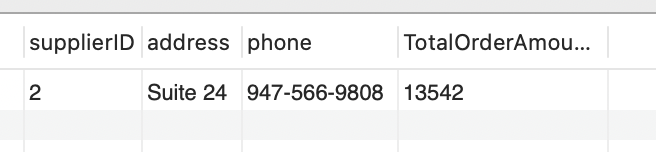 supplierID address phone TotalOrderAmou...
2 Suite 24 947-566-9808 13542